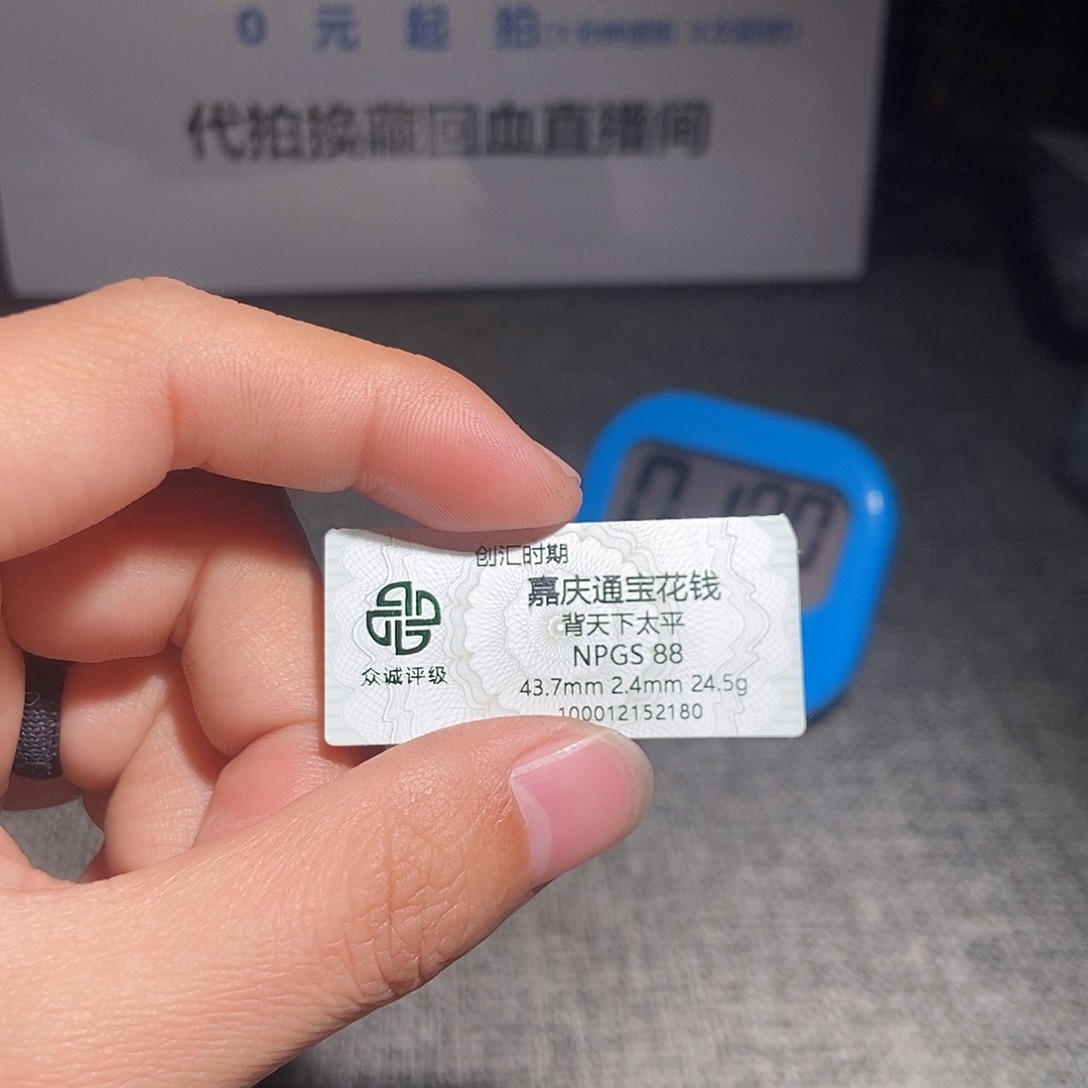 0 元 起 拍
代拍换藏回血直播间
创汇时期
嘉庆通宝花钱
背天下太平
NPGS 88
43.7mm 2.4mm 24.5g
100012152180
众诚评级